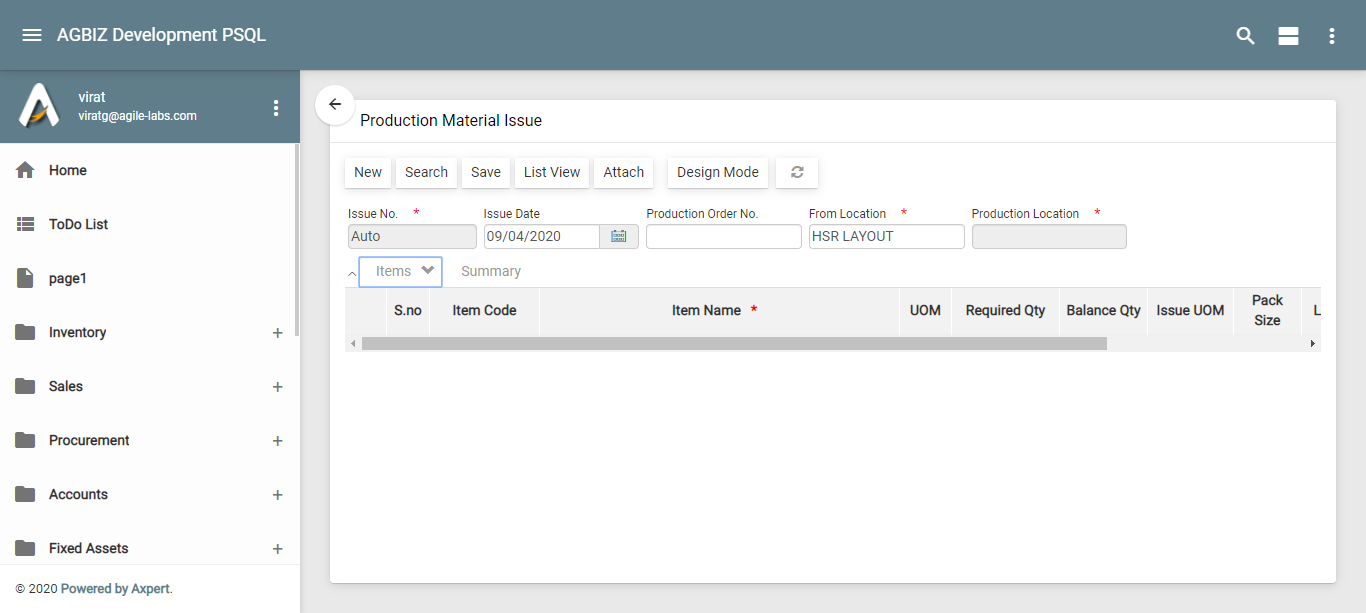 AGBIZ Development PSQL
virat
viratg@agile-labs.com
Home
ToDo List
page1
Inventory +
Sales +
Procurement +
Accounts +
Fixed Assets +
© 2020 Powered by Axpert.
Production Material Issue
New Search Save List View Attach Design Mode
Issue No. * Issue Date Production Order No. From Location * Production Location *
Auto 09/04/2020 HSR LAYOUT
Items Summary
S.no Item Code Item Name * UOM Required Qty Balance Qty Issue UOM Pack Size L